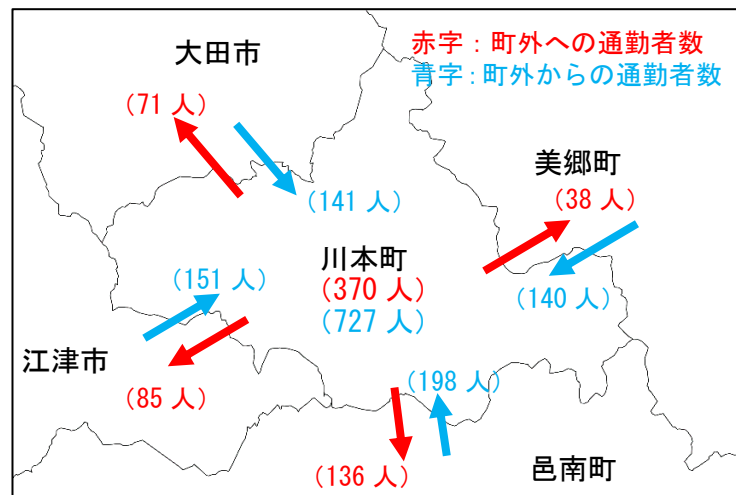 大田市
赤字：町外への通勤者数
青字：町外からの通勤者数
（71 人）
美郷町
（38 人）
（141 人）
川本町
（370 人）
（727 人）
（151 人）
（140 人）
江津市
（85 人）
（198 人）
（136 人）
邑南町